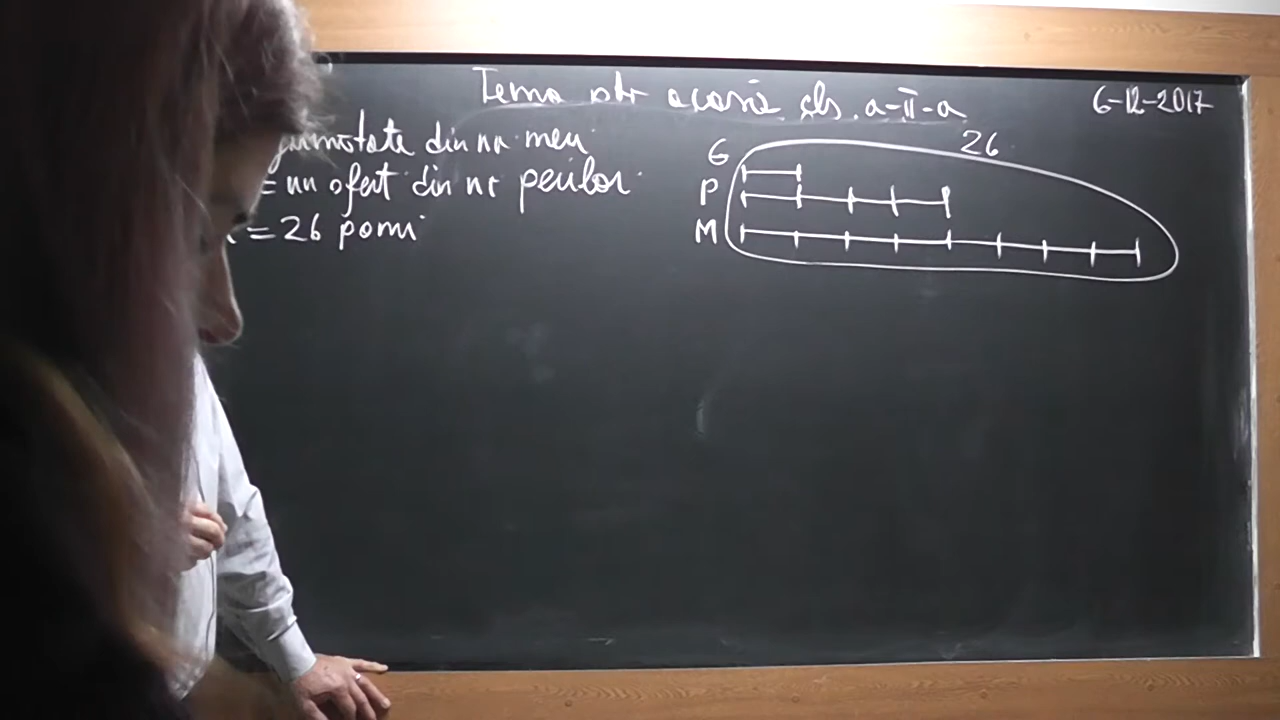 Tema ptr acasă cls. a-II-a
6-12-2017
jumătate din nr. meri
= un sfert din nr perilor
= 26 pomi
26
G
P
M